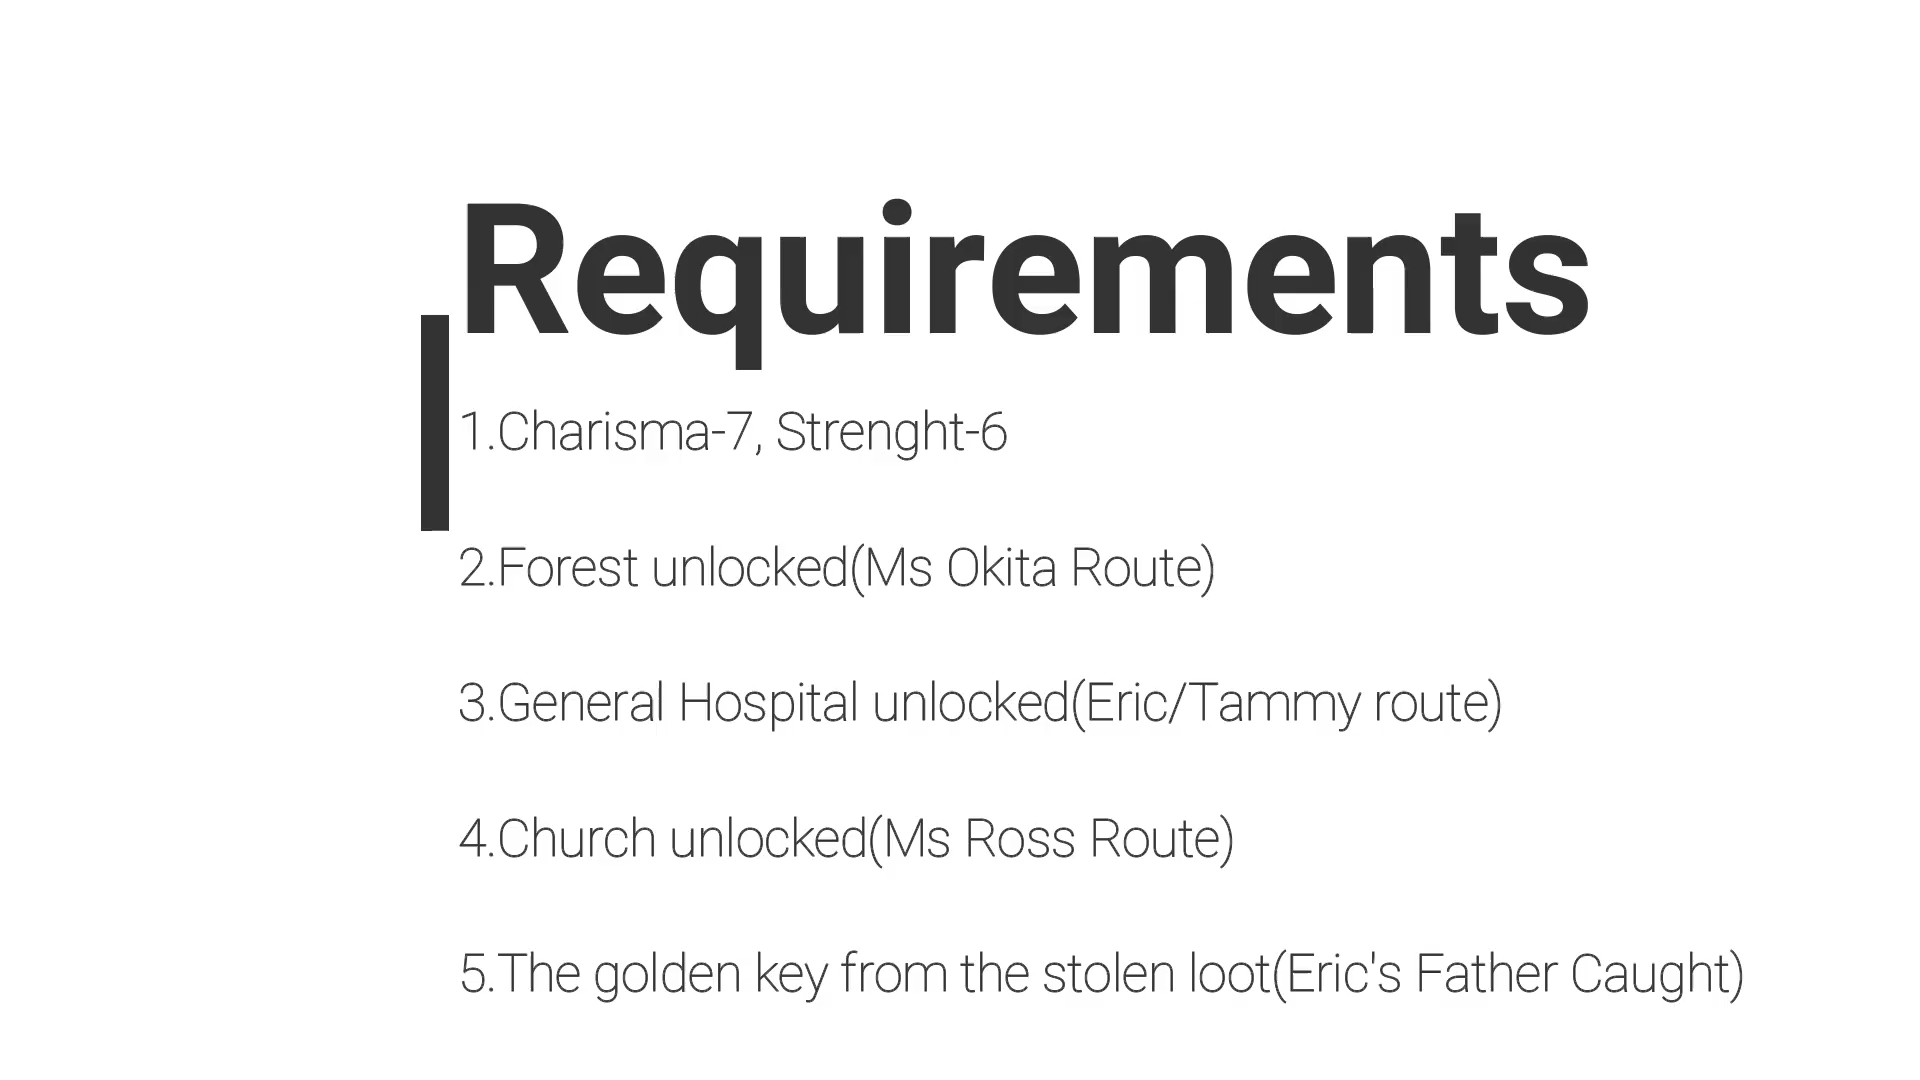 Requirements
1.Charisma-7, Strenght-6
2.Forest unlocked(Ms Okita Route)
3.General Hospital unlocked(Eric/Tammy route)
4.Church unlocked(Ms Ross Route)
5.The golden key from the stolen loot(Eric's Father Caught)